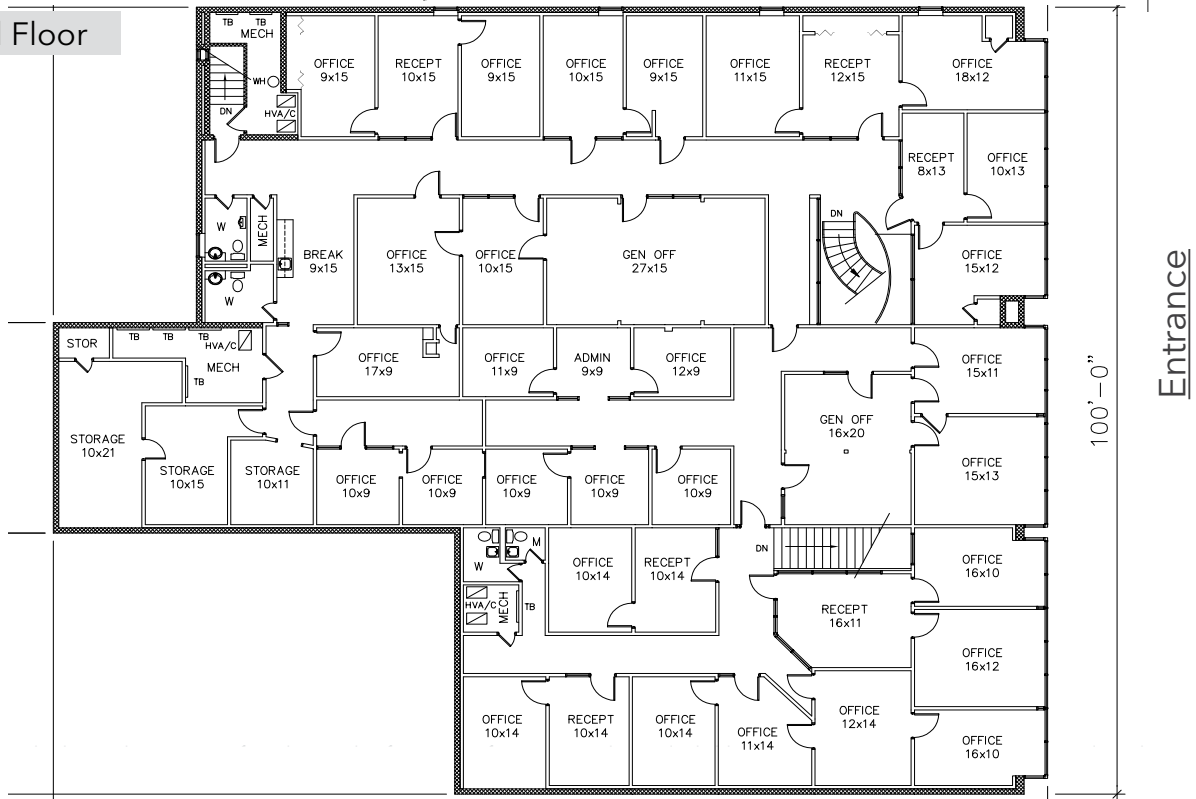 Floor
TB TB
MECH
WH
DN
HVA/C
OFFICE
9x15
RECEPT
10x15
OFFICE
9x15
OFFICE
10x15
OFFICE
9x15
OFFICE
11x15
RECEPT
12x15
OFFICE
18x12
RECEPT
8x13
OFFICE
10x13
W
MECH
BREAK
9x15
W
OFFICE
13x15
OFFICE
10x15
GEN OFF
27x15
DN
OFFICE
15x12
Entrance
100'-0"
STOR
TB TB TB
HVA/C
MECH
TB
OFFICE
17x9
OFFICE
11x9
ADMIN
9x9
OFFICE
12x9
OFFICE
15x11
GEN OFF
16x20
STORAGE
10x21
STORAGE
10x15
STORAGE
10x11
OFFICE
10x9
OFFICE
10x9
OFFICE
10x9
OFFICE
10x9
OFFICE
10x9
OFFICE
15x13
W
M
HVA/C
MECH
TB
OFFICE
10x14
RECEPT
10x14
DN
OFFICE
16x10
RECEPT
16x11
OFFICE
16x12
OFFICE
10x14
RECEPT
10x14
OFFICE
10x14
OFFICE
11x14
OFFICE
12x14
OFFICE
16x10